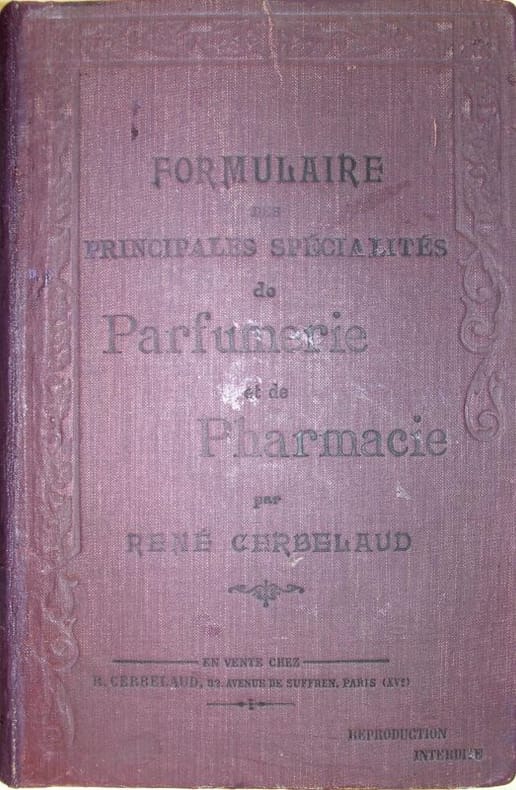 FORMULAIRE
DES
PRINCIPALES SPÉCIALITÉS
de
Parfumerie
et de
Pharmacie
par
RENÉ CERBELAUD
EN VENTE CHEZ
R. CERBELAUD, 32, AVENUE DE SUFFREN, PARIS (XVe)
REPRODUCTION
INTERDITE